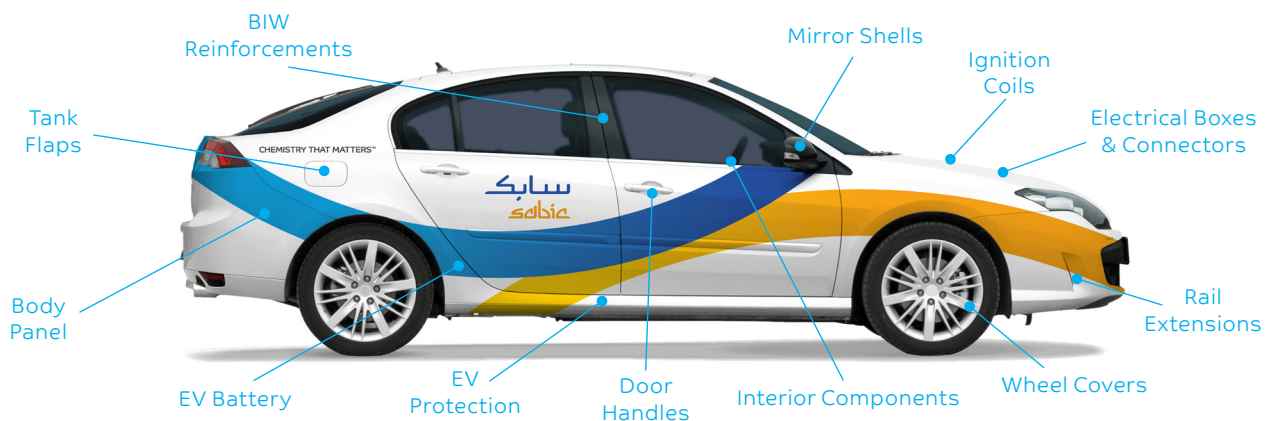 BIW
Reinforcements
Mirror Shells
Ignition
Coils
Tank
Flaps
Electrical Boxes
& Connectors
CHEMISTRY THAT MATTERS™
سابك
sabic
Body
Panel
Rail
Extensions
EV Battery
EV
Protection
Door
Handles
Interior Components
Wheel Covers